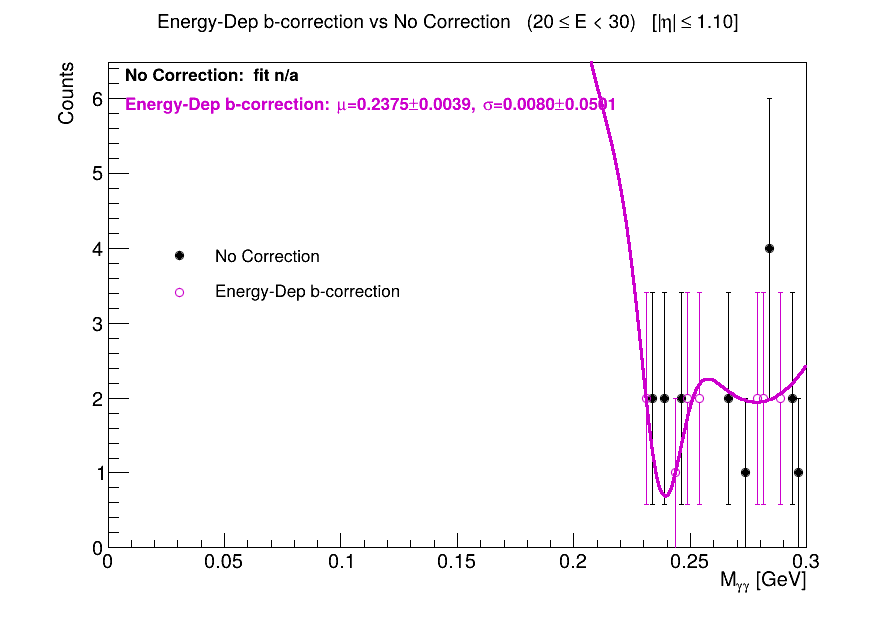 Energy-Dep b-correction vs No Correction (20 ≤ E < 30) [|η| ≤ 1.10]
Counts
No Correction: fit n/a
Energy-Dep b-correction: μ=0.2375±0.0039, σ=0.0080±0.0501
No Correction
Energy-Dep b-correction
6
5
4
3
2
1
0
0 0.05 0.1 0.15 0.2 0.25 0.3
Mγγ [GeV]